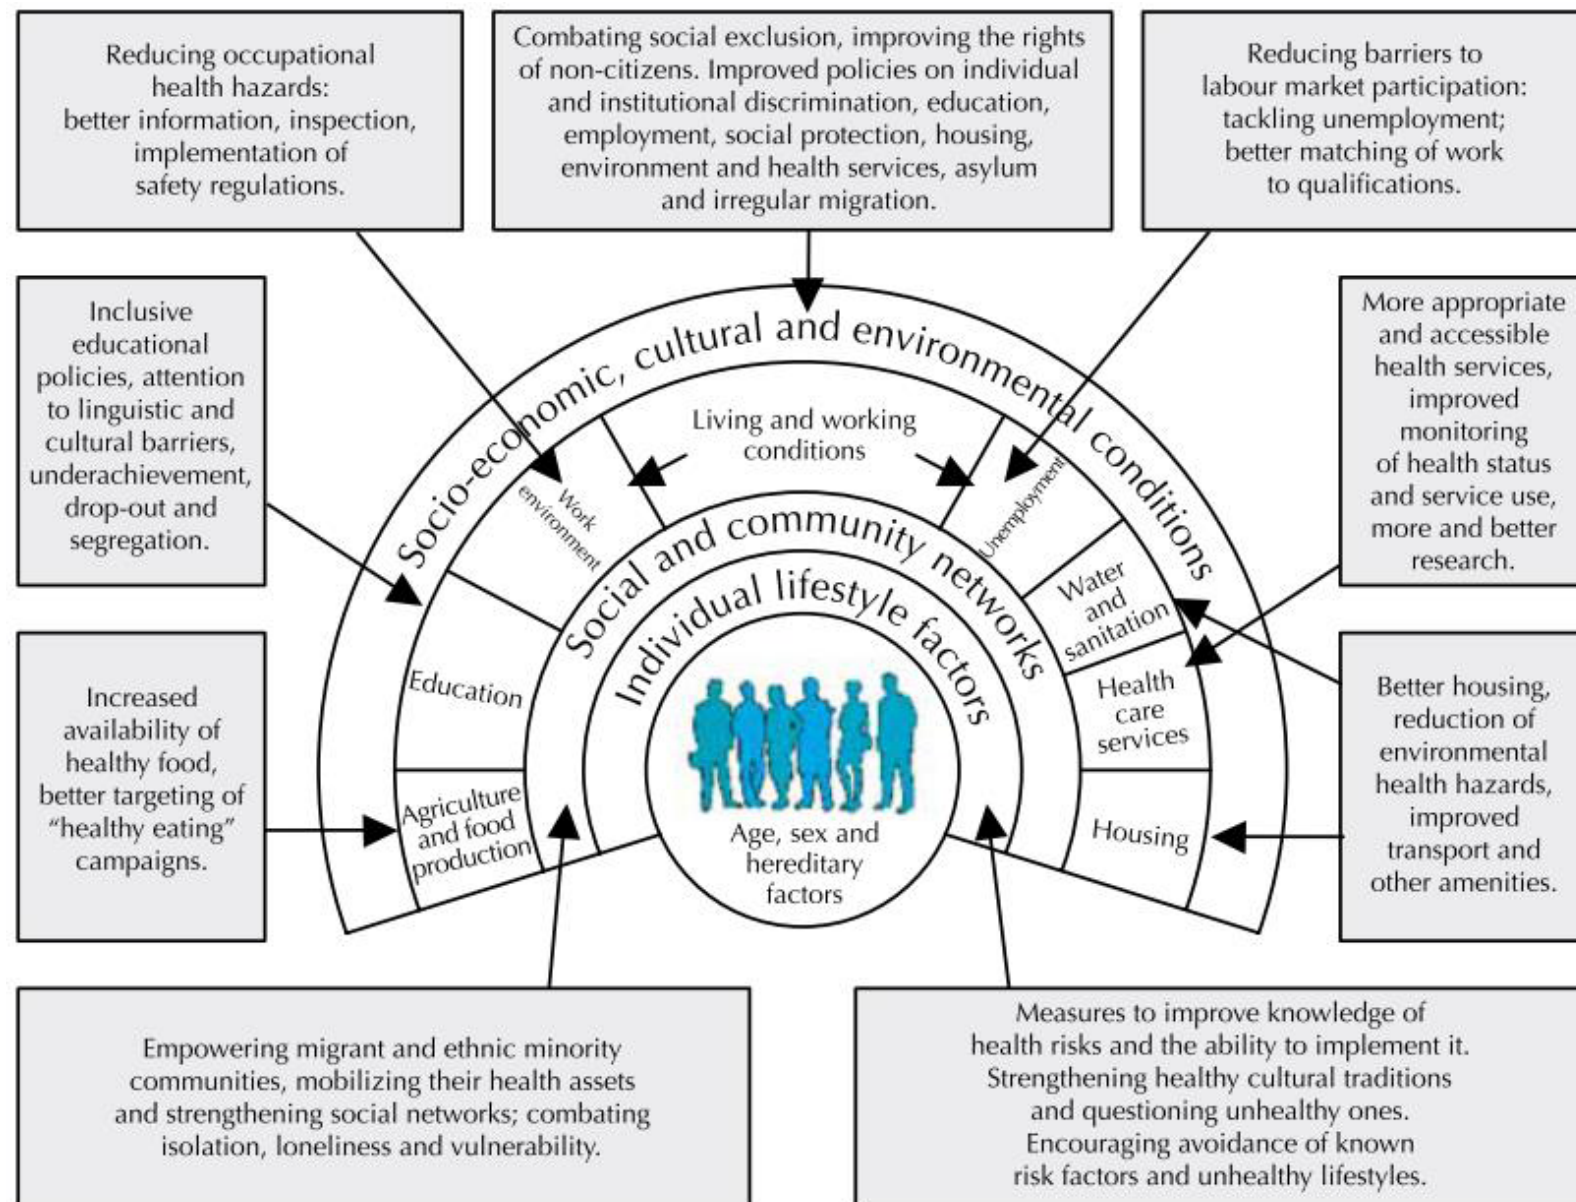 Reducing occupational
health hazards:
better information, inspection,
implementation of
safety regulations.
Combating social exclusion, improving the rights
of non-citizens. Improved policies on individual
and institutional discrimination, education,
employment, social protection, housing,
environment and health services, asylum
and irregular migration.
Reducing barriers to
labour market participation:
tackling unemployment;
better matching of work
to qualifications.
Inclusive
educational
policies, attention
to linguistic and
cultural barriers,
underachievement,
drop-out and
segregation.
Increased
availability of
healthy food,
better targeting of
“healthy eating”
campaigns.
Socio-economic, cultural and environmental conditions
Living and working
conditions
Agriculture
and food
production
Education
Work
environment
Unemployment
Water
and
sanitation
Health
care
services
Housing
Social and community networks
Individual lifestyle factors
Age, sex and
hereditary
factors
More appropriate
and accessible
health services,
improved
monitoring
of health status
and service use,
more and better
research.
Better housing,
reduction of
environmental
health hazards,
improved
transport and
other amenities.
Empowering migrant and ethnic minority
communities, mobilizing their health assets
and strengthening social networks; combating
isolation, loneliness and vulnerability.
Measures to improve knowledge of
health risks and the ability to implement it.
Strengthening healthy cultural traditions
and questioning unhealthy ones.
Encouraging avoidance of known
risk factors and unhealthy lifestyles.